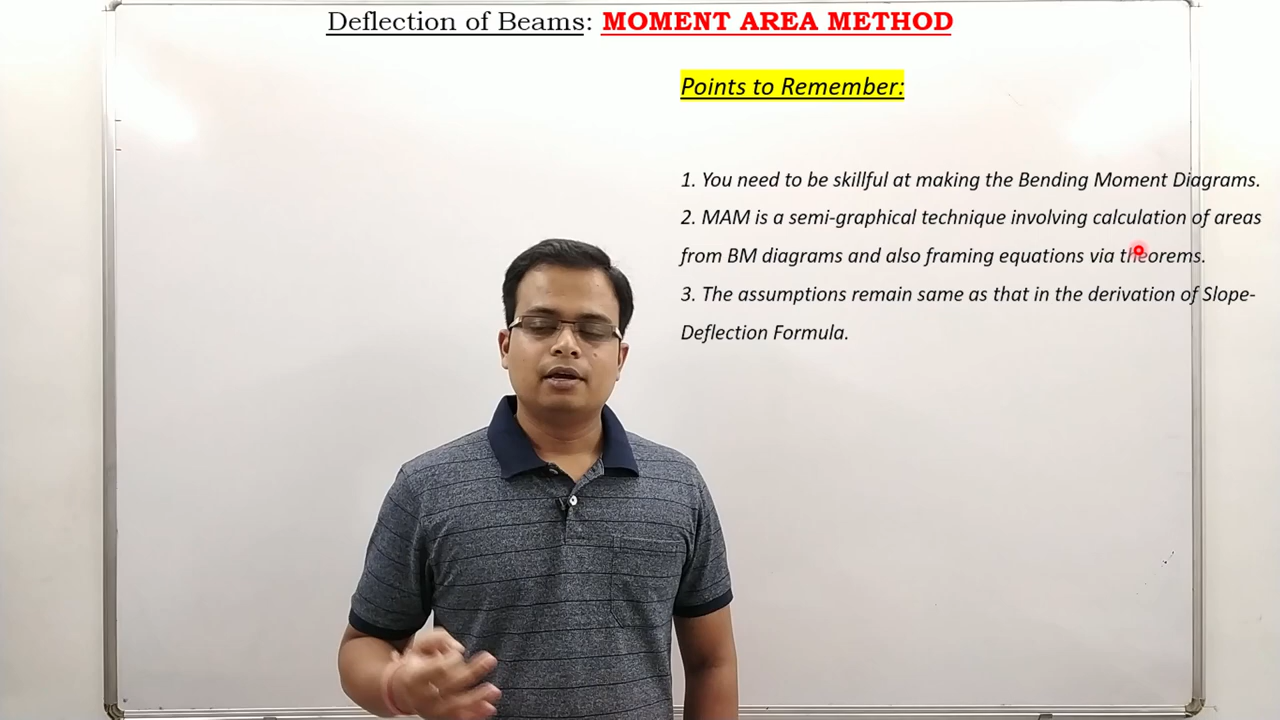 Deflection of Beams: MOMENT AREA METHOD
Points to Remember:
1. You need to be skillful at making the Bending Moment Diagrams.
2. MAM is a semi-graphical technique involving calculation of areas
from BM diagrams and also framing equations via theorems.
3. The assumptions remain same as that in the derivation of Slope-
Deflection Formula.